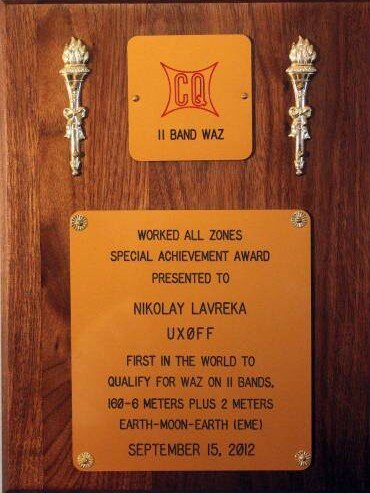 CQ
11 BAND WAZ
WORKED ALL ZONES
SPECIAL ACHIEVEMENT AWARD
PRESENTED TO
NIKOLAY LAVREKA
UXØFF
FIRST IN THE WORLD TO
QUALIFY FOR WAZ ON 11 BANDS,
160-6 METERS PLUS 2 METERS
EARTH-MOON-EARTH (EME)
SEPTEMBER 15, 2012